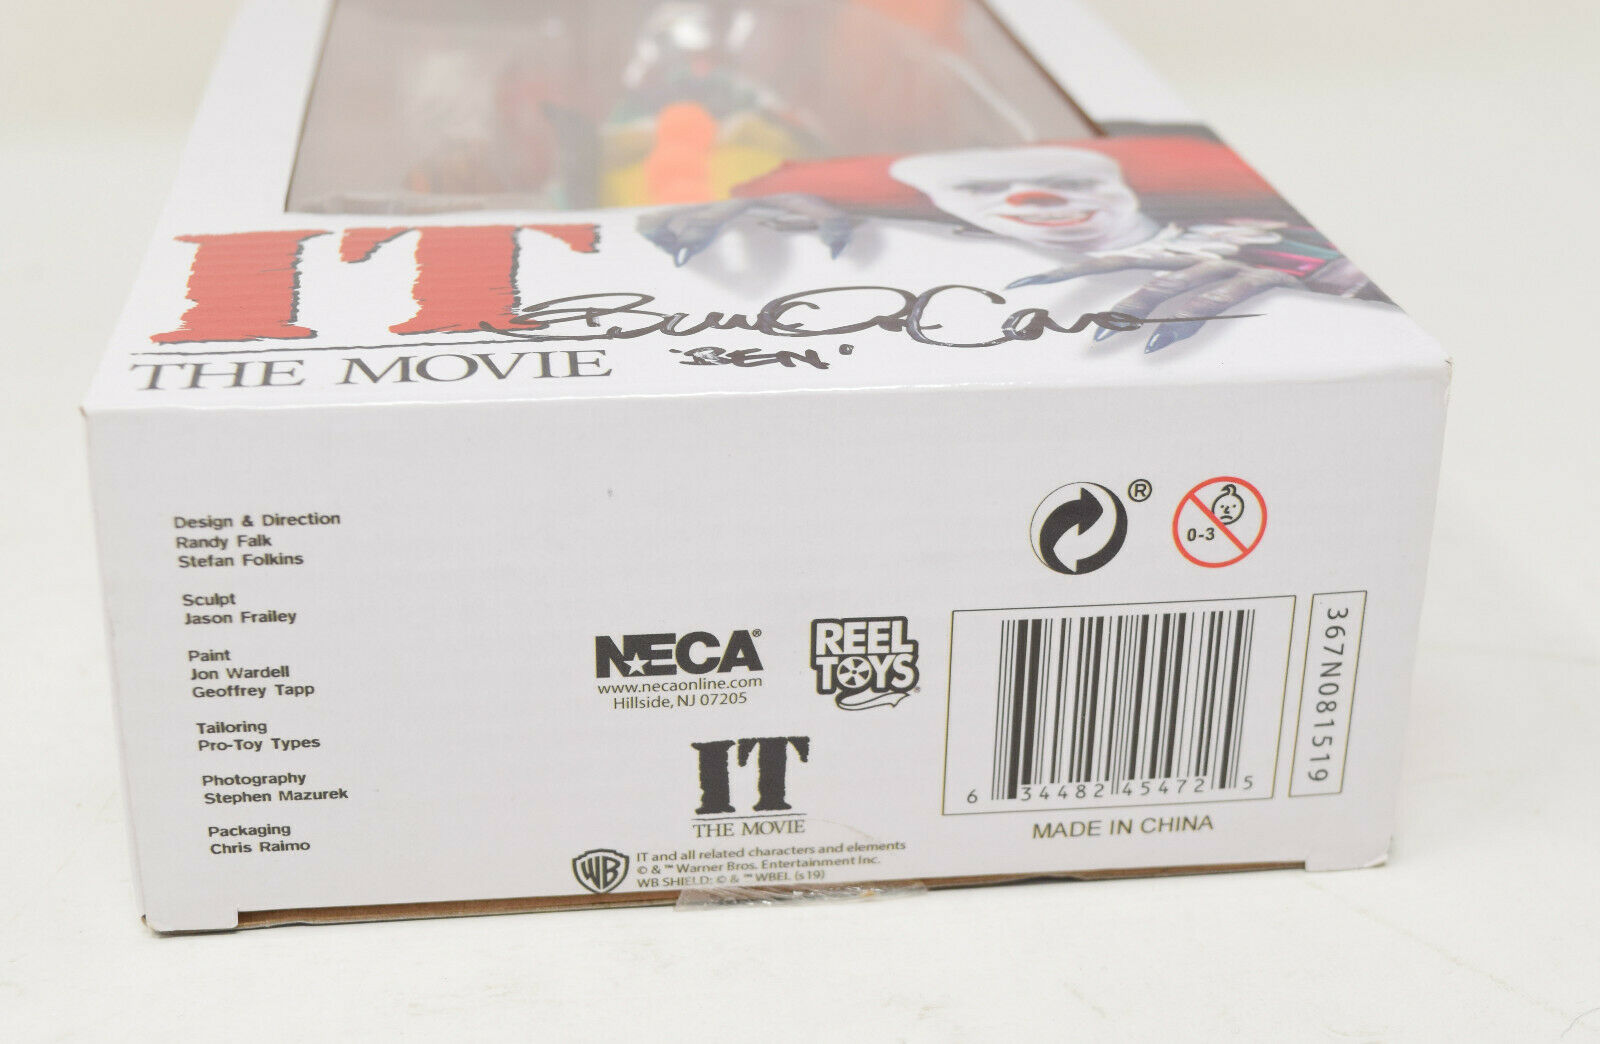 IT
THE MOVIE
'BEN'
Design & Direction
Randy Falk
Stefan Folkins
Sculpt
Jason Frailey
Paint
Jon Wardell
Geoffrey Tapp
Tailoring
Pro-Toy Types
Photography
Stephen Mazurek
Packaging
Chris Raimo
NECA®
www.necaonline.com
Hillside, NJ 07205
REEL
TOYS®
IT
THE MOVIE
WB
IT and all related characters and elements
© & ™ Warner Bros. Entertainment Inc.
WB SHIELD: © & ™ WBEI. (s19)
®
0-3
6 34482 45472 5
367N081519
MADE IN CHINA